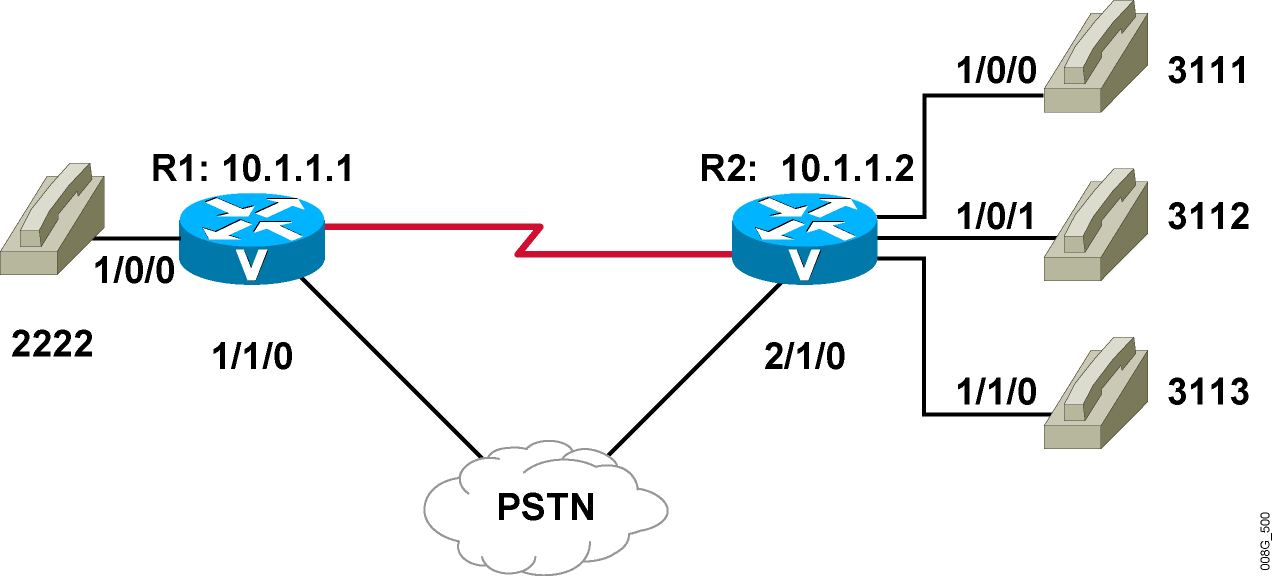 1/0/0
3111
R1: 10.1.1.1
R2: 10.1.1.2
V
V
1/0/0
1/0/1
3112
2222
1/1/0
2/1/0
1/1/0
3113
PSTN
008G_500